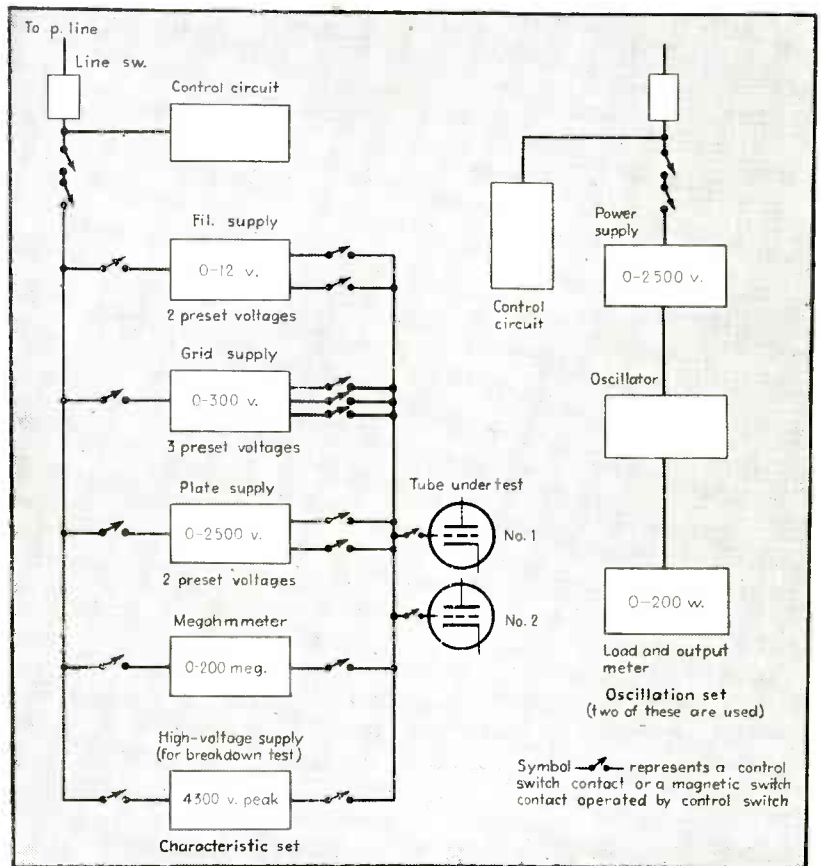 To p. line
Line sw.
Control circuit
Fil. supply
0-12 v.
2 preset voltages
Grid supply
0-300 v.
3 preset voltages
Plate supply
0-2500 v.
2 preset voltages
Megohmmeter
0-200 meg.
High-voltage supply
(for breakdown test)
4300 v. peak
Characteristic set
Tube under test
No. 1
No. 2
Control
circuit
Power
supply
0-2500 v.
Oscillator
0-200 w.
Load and output
meter
Oscillation set
(two of these are used)
Symbol represents a control
switch contact or a magnetic switch
contact operated by control switch